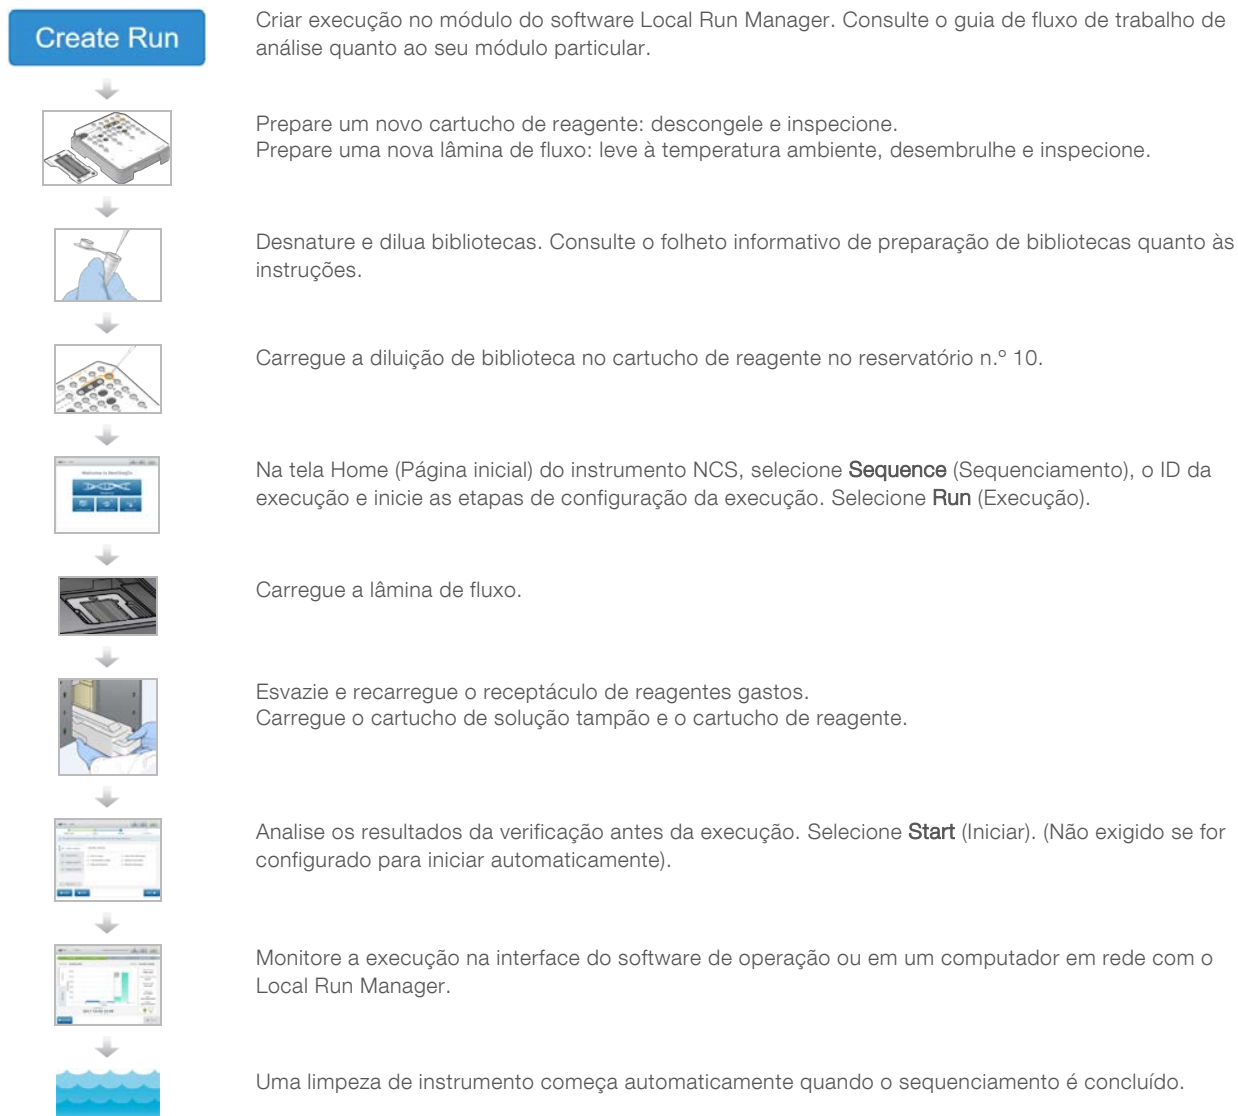 Create Run
Criar execução no módulo do software Local Run Manager. Consulte o guia de fluxo de trabalho de
análise quanto ao seu módulo particular.
Prepare um novo cartucho de reagente: descongele e inspecione.
Prepare uma nova lâmina de fluxo: leve à temperatura ambiente, desembrulhe e inspecione.
Desnature e dilua bibliotecas. Consulte o folheto informativo de preparação de bibliotecas quanto às
instruções.
Carregue a diluição de biblioteca no cartucho de reagente no reservatório n.º 10.
Na tela Home (Página inicial) do instrumento NCS, selecione Sequence (Sequenciamento), o ID da
execução e inicie as etapas de configuração da execução. Selecione Run (Execução).
Carregue a lâmina de fluxo.
Esvazie e recarregue o receptáculo de reagentes gastos.
Carregue o cartucho de solução tampão e o cartucho de reagente.
Analise os resultados da verificação antes da execução. Selecione Start (Iniciar). (Não exigido se for
configurado para iniciar automaticamente).
Monitore a execução na interface do software de operação ou em um computador em rede com o
Local Run Manager.
Uma limpeza de instrumento começa automaticamente quando o sequenciamento é concluído.